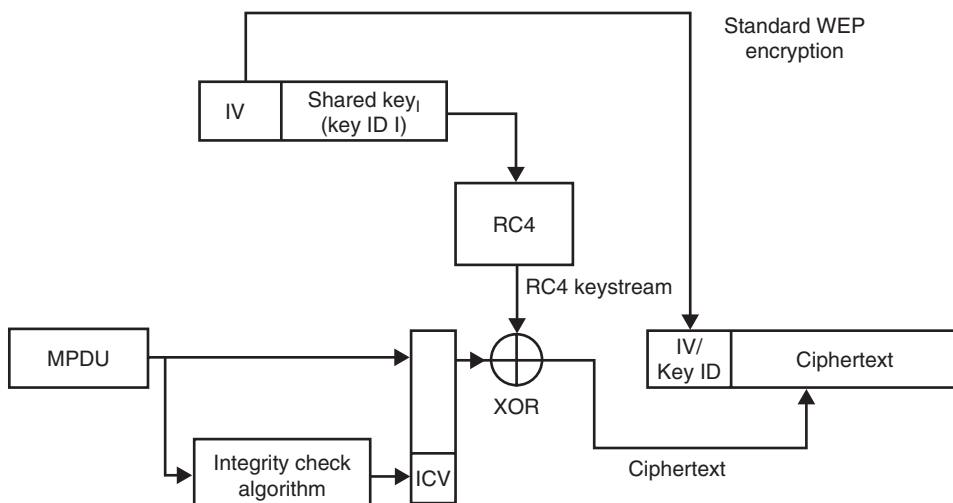 Standard WEP
encryption
IV
Shared keyI
(key ID I)
RC4
RC4 keystream
MPDU
XOR
IV/
Key ID
Ciphertext
Integrity check
algorithm
ICV
Ciphertext